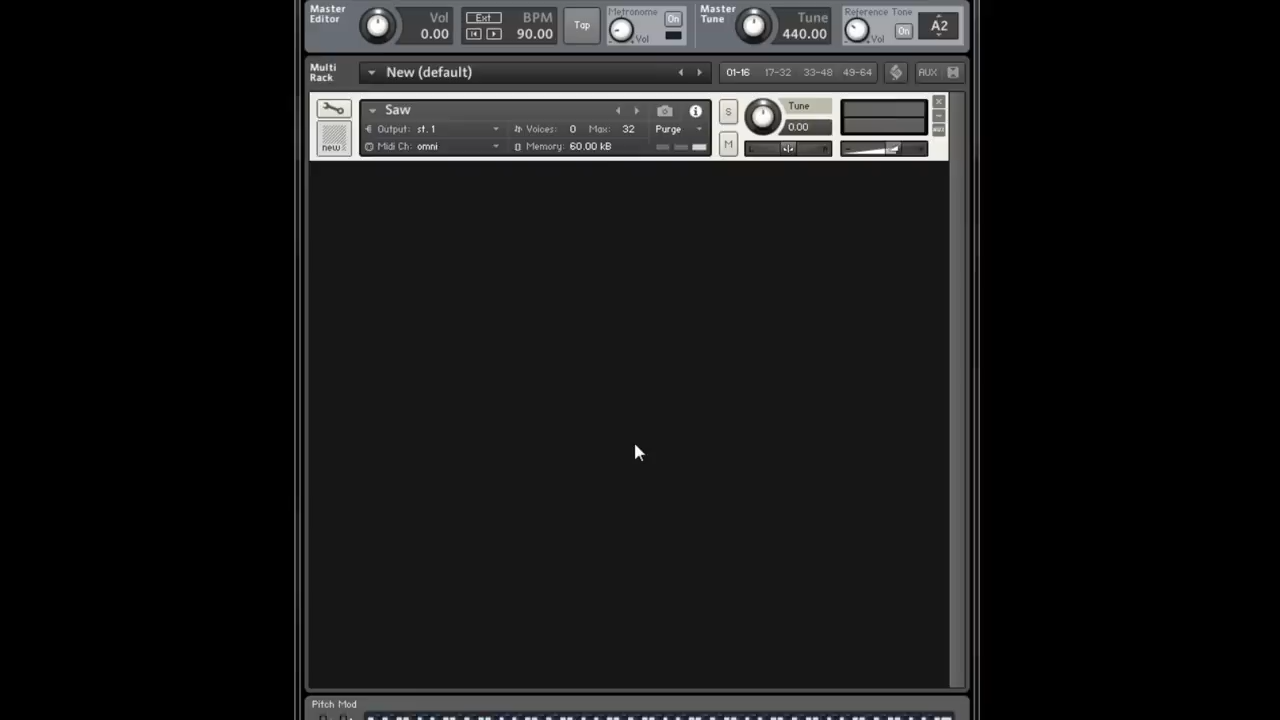 Master Editor
Vol
0.00
Ext
BPM
90.00
Tap
Metronome
On
Vol
Master Tune
Tune
440.00
Reference Tone
Vol
On
A2
Multi Rack
New (default)
01-16 17-32 33-48 49-64
AUX
Saw
Output: st. 1
Voices: 0 Max: 32
Purge
Midi Ch: omni
Memory: 60.00 kB
new
S
M
Tune
0.00
L R
AUX
Pitch Mod